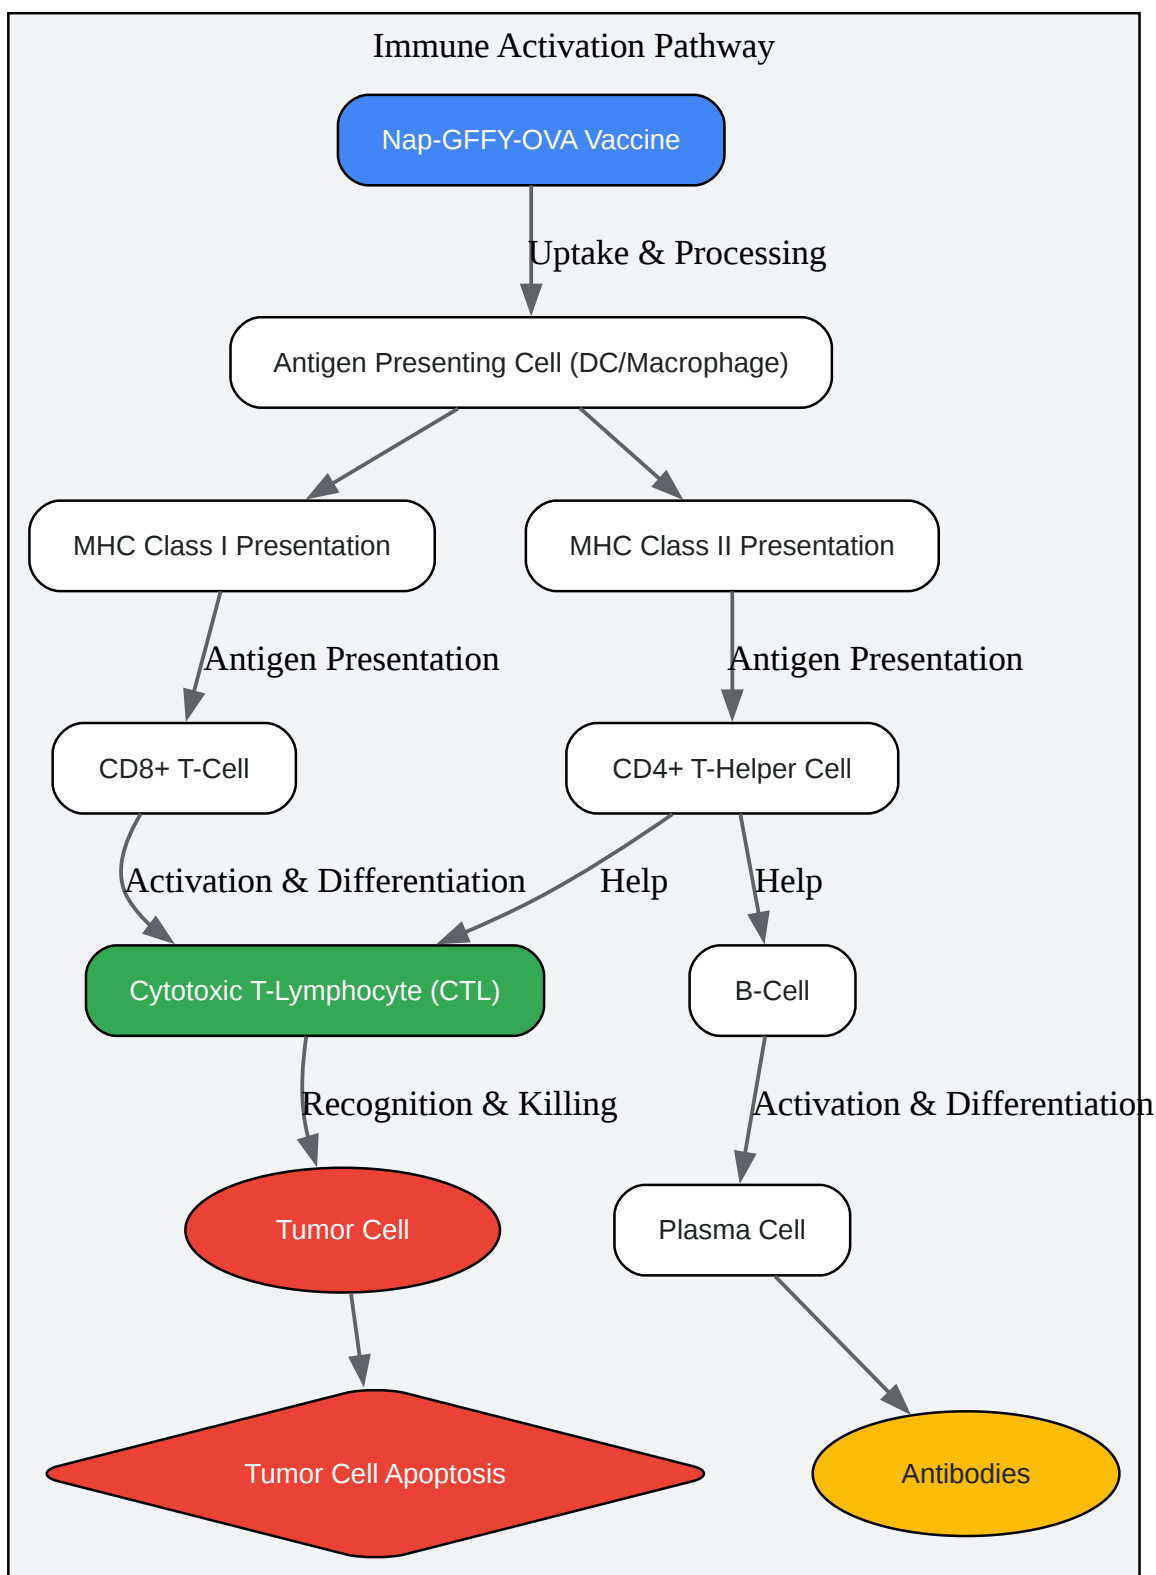 Immune Activation Pathway
Nap-GFFY-OVA Vaccine
Uptake & Processing
Antigen Presenting Cell (DC/Macrophage)
MHC Class I Presentation
MHC Class II Presentation
Antigen Presentation
Antigen Presentation
CD8+ T-Cell
CD4+ T-Helper Cell
Activation & Differentiation
Help
Help
Cytotoxic T-Lymphocyte (CTL)
B-Cell
Recognition & Killing
Activation & Differentiation
Tumor Cell
Plasma Cell
Tumor Cell Apoptosis
Antibodies